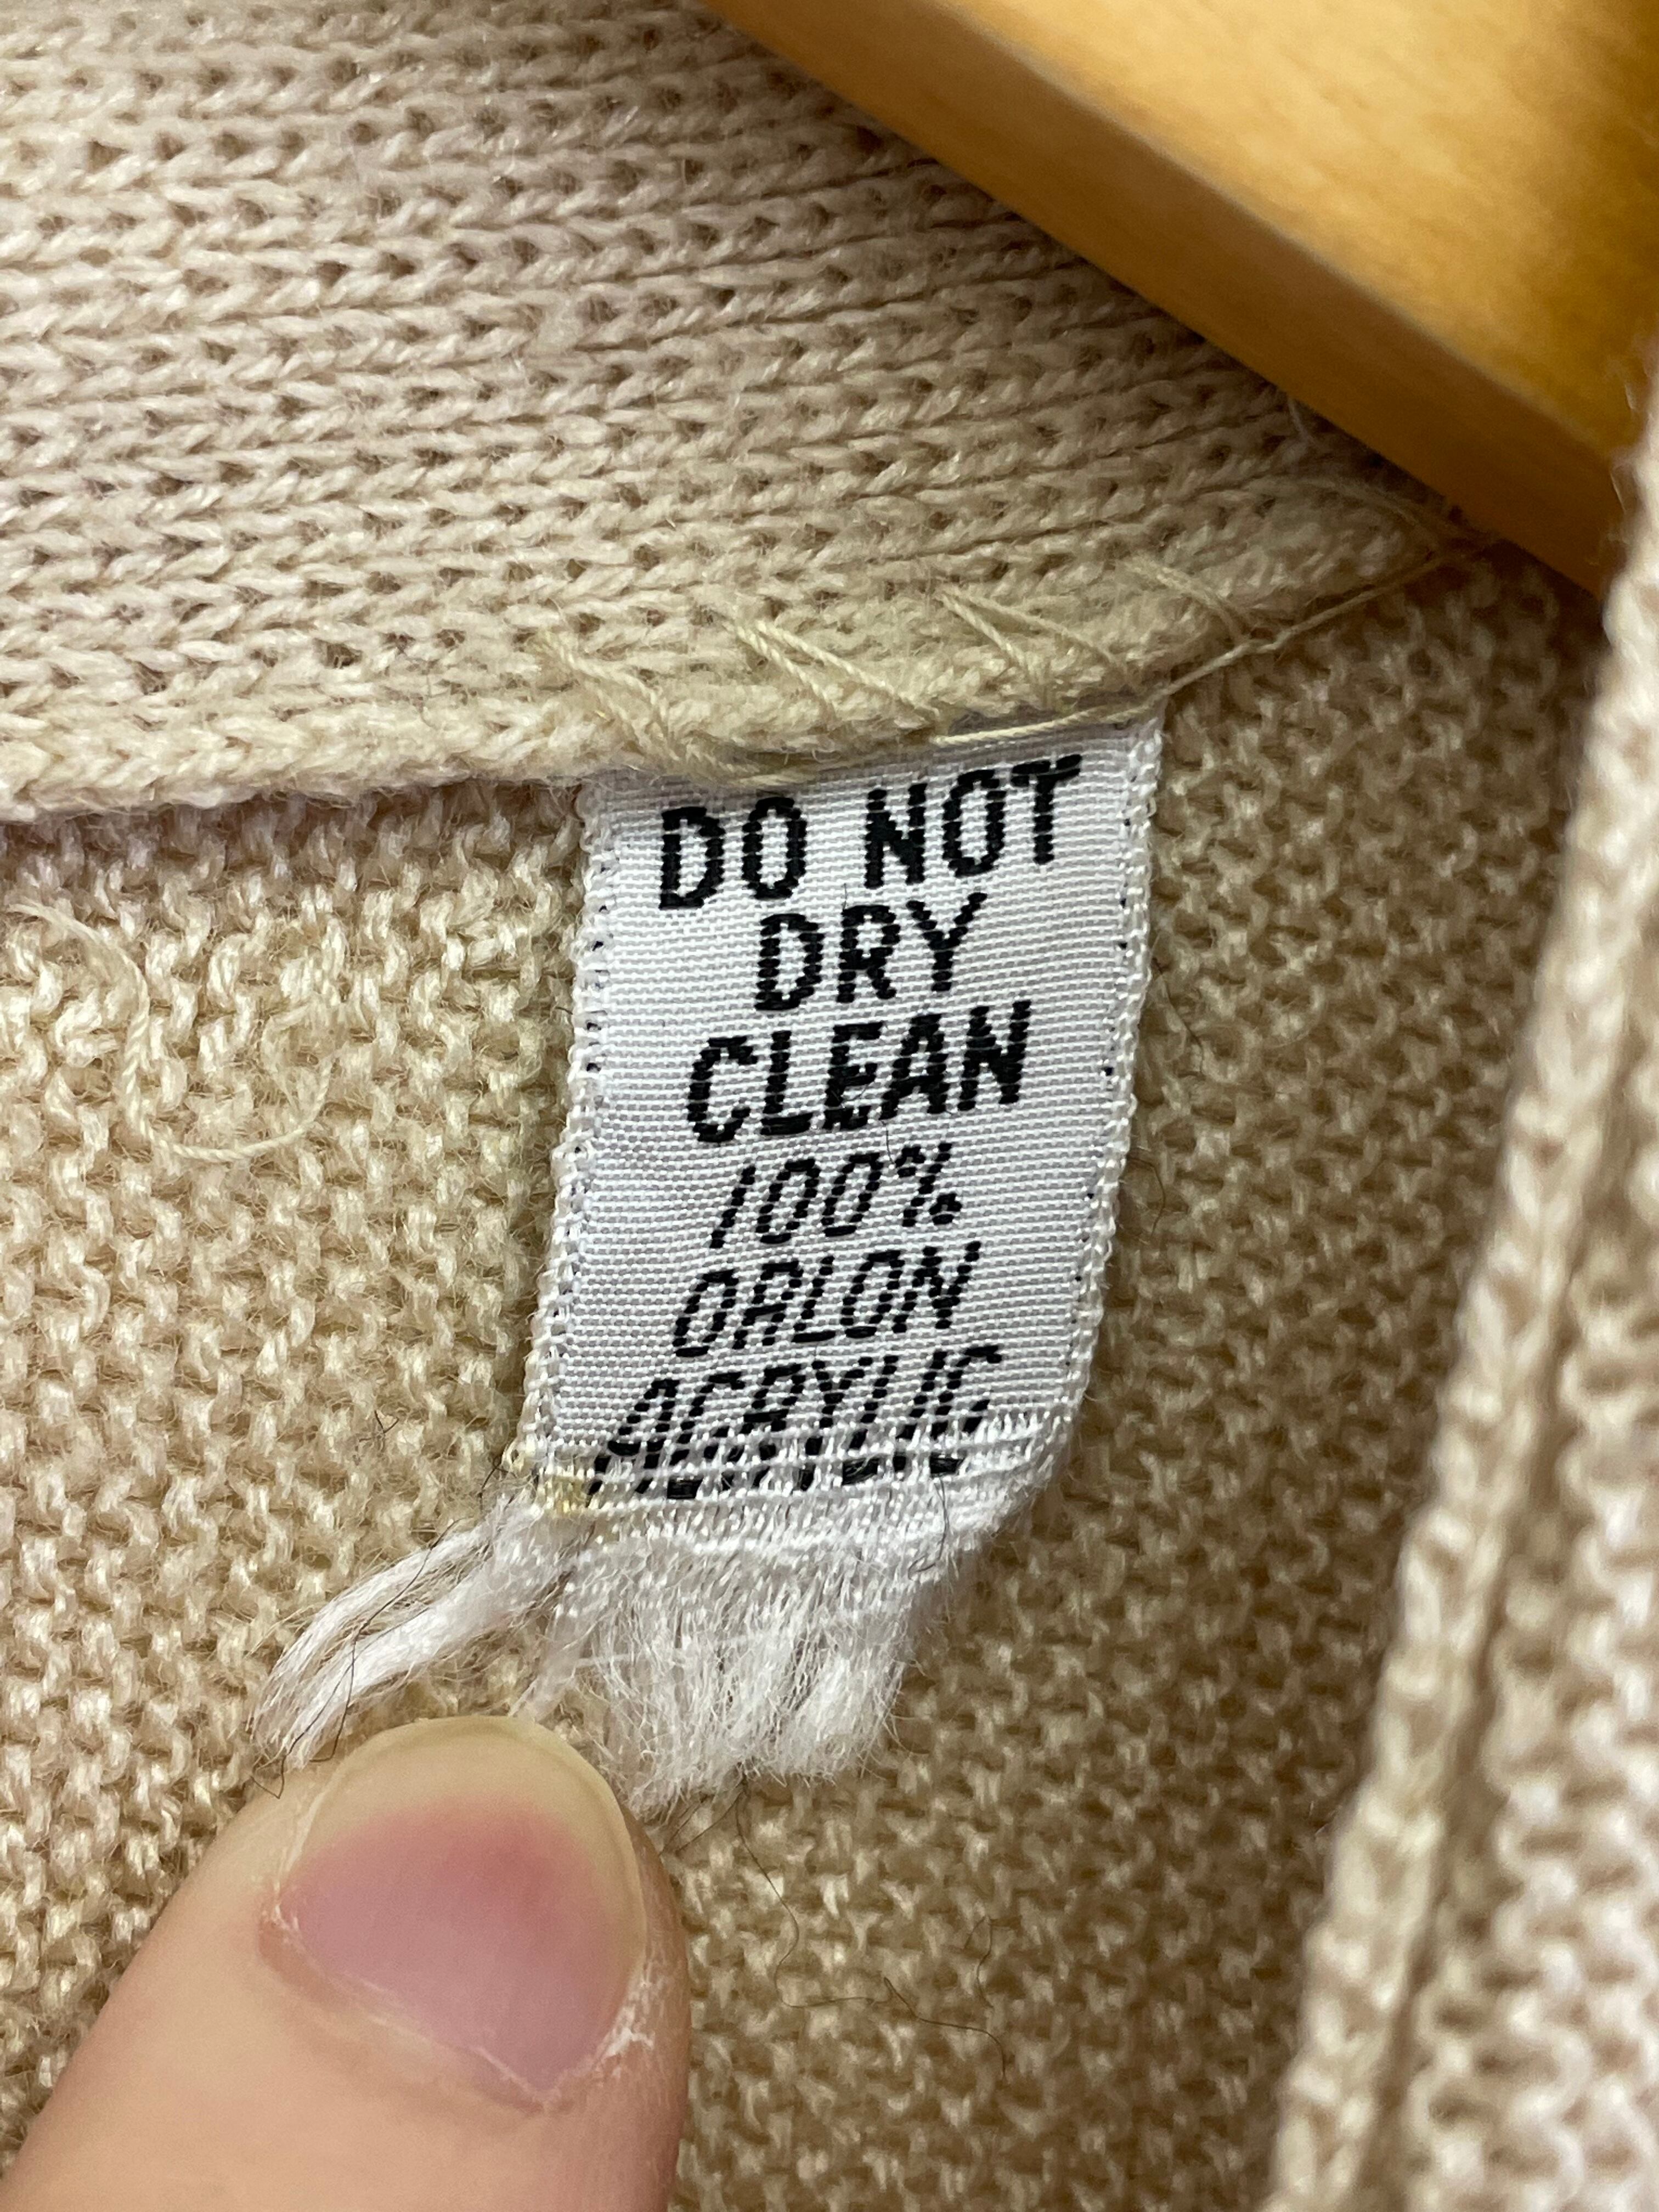 DO NOT
DRY
CLEAN
100%
ORLON
ACRYLIC